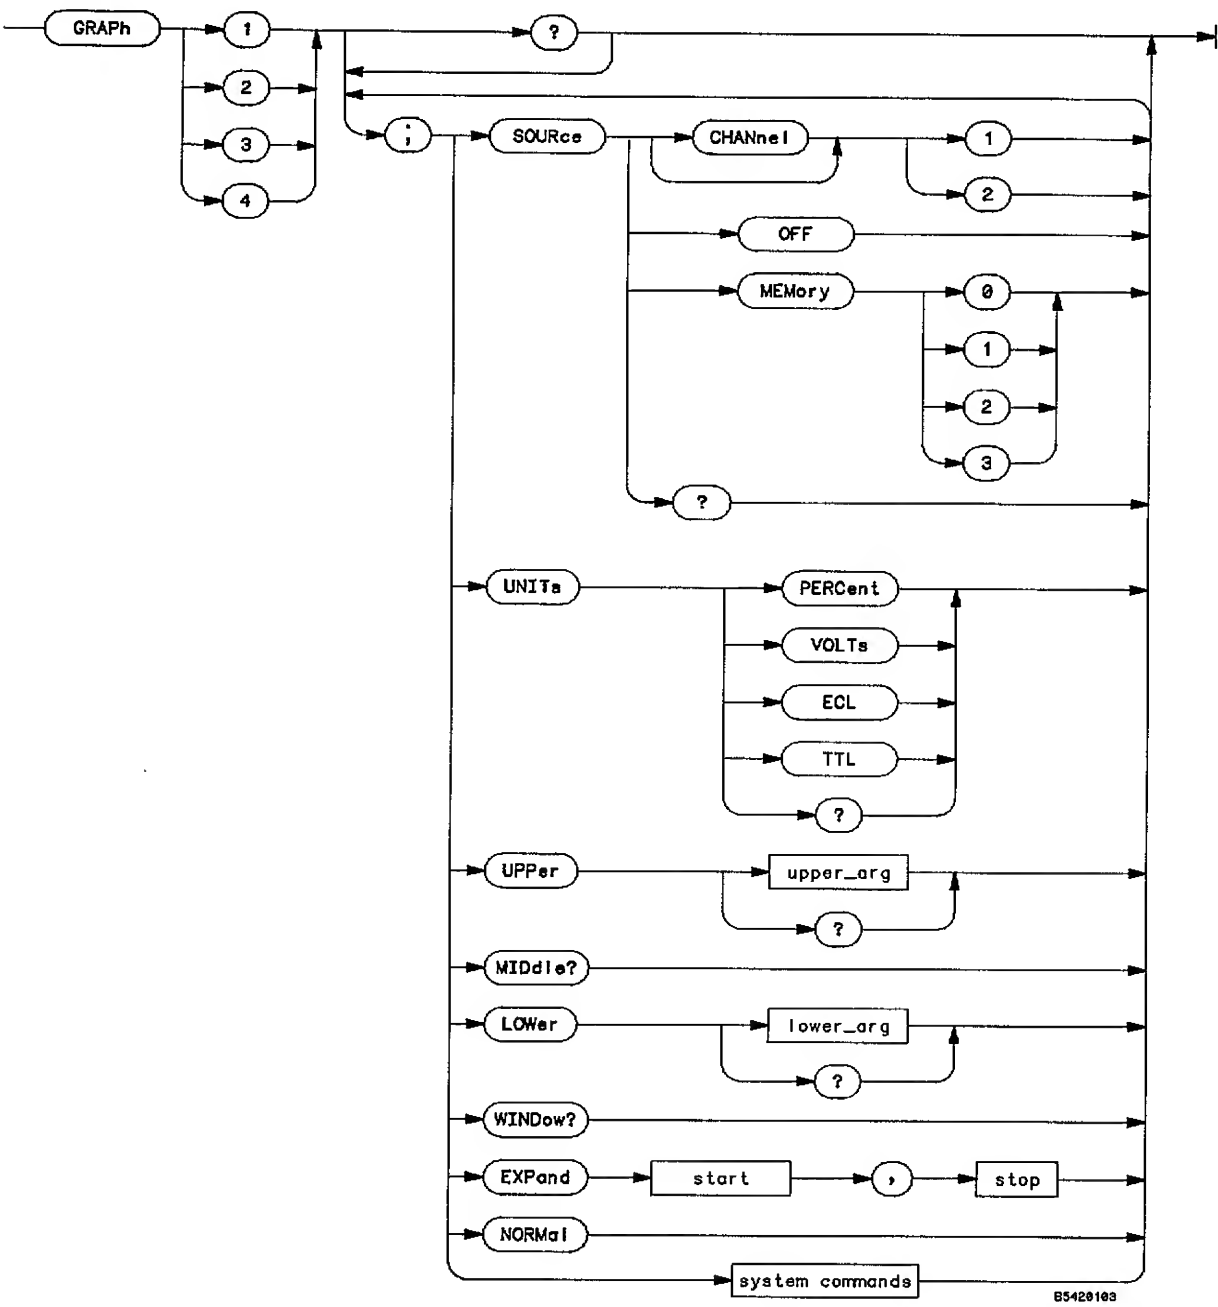 GRAPh 1 ?
2
; SOURce CHANnel 1
3
4 2
OFF
MEMory 0
1
2
3
?
UNITs PERCent
VOLTs
ECL
TTL
?
UPPer upper_arg
?
MIDdle?
LOWer lower_arg
?
WINDow?
EXPand start , stop
NORMal
system commands
B5420103